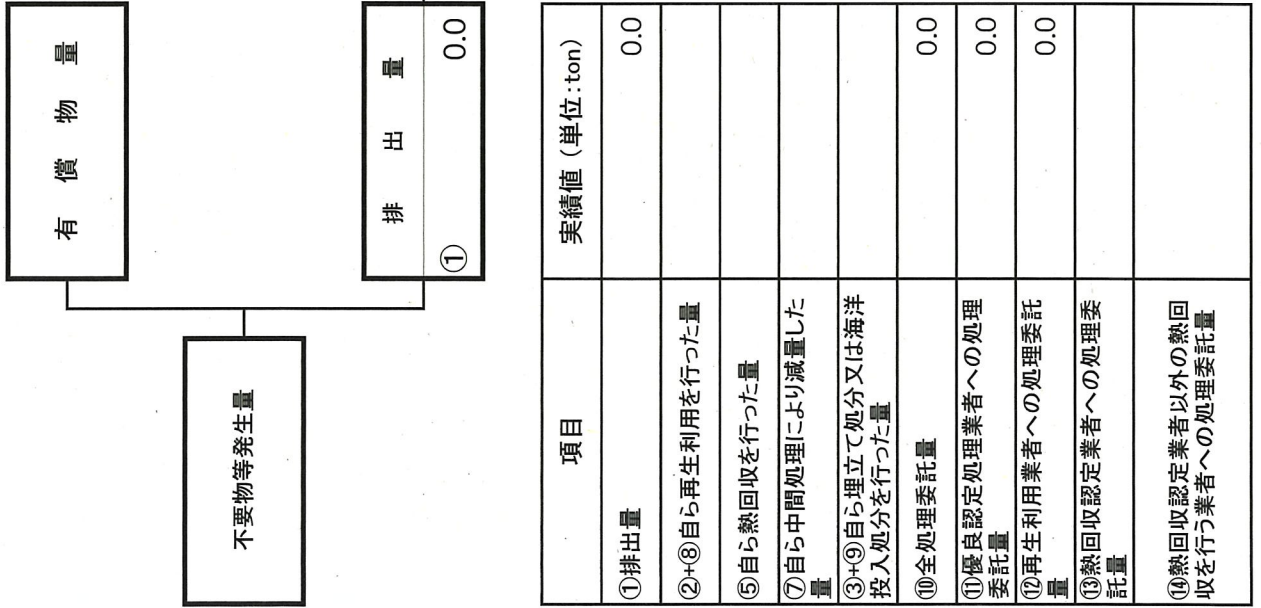 有償物量
不要物等発生量
排出量
① 0.0
項目 実績値（単位:ton）
①排出量 0.0
②+⑧自ら再生利用を行った量
⑤自ら熱回収を行った量
⑦自ら中間処理により減量した
量
③+⑨自ら埋立て処分又は海洋
投入処分を行った量
⑩全処理委託量 0.0
⑪優良認定処理業者への処理
委託量 0.0
⑫再生利用業者への処理委託
量 0.0
⑬熱回収認定業者への処理委
託量
⑭熱回収認定業者以外の熱回
収を行う業者への処理委託量